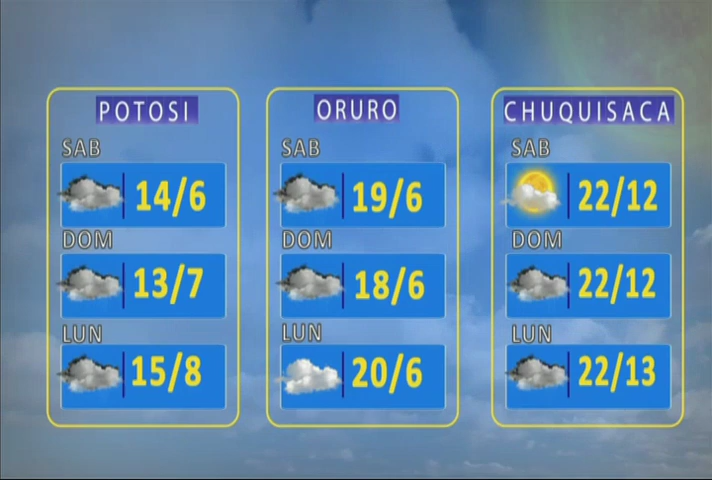 POTOSI
SAB
14/6
DOM
13/7
LUN
15/8
ORURO
SAB
19/6
DOM
18/6
LUN
20/6
CHUQUISACA
SAB
22/12
DOM
22/12
LUN
22/13